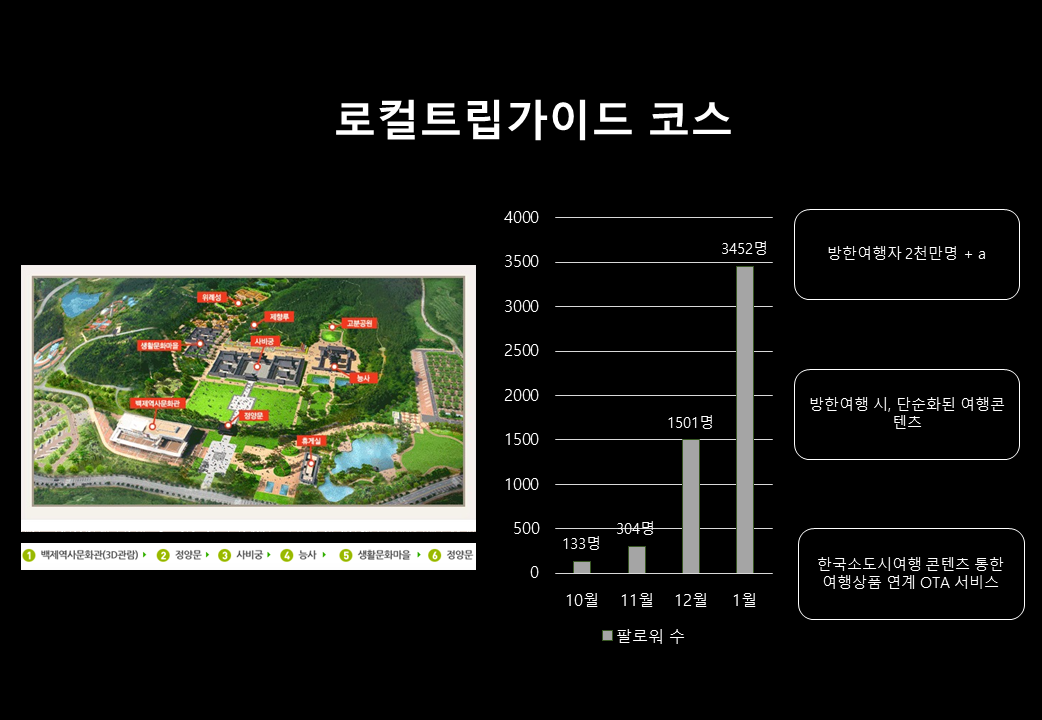 로컬트립가이드 코스
위례성
제향루
고분공원
생활문화마을
사비궁
능사
백제역사문화관
정양문
휴게실
1 백제역사문화관(3D관람) 2 정양문 3 사비궁 4 능사 5 생활문화마을 6 정양문
4000
3500
3000
2500
2000
1500
1000
500
0
133명
304명
1501명
3452명
10월 11월 12월 1월
팔로워 수
방한여행자 2천만명 + a
방한여행 시, 단순화된 여행콘
텐츠
한국소도시여행 콘텐츠 통한
여행상품 연계 OTA 서비스